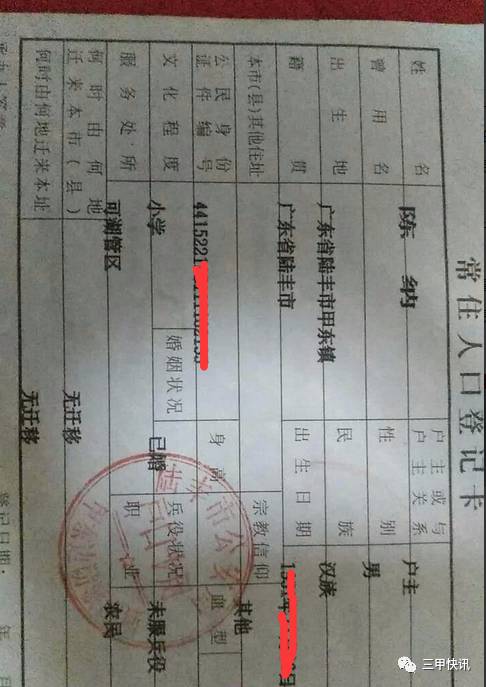 常住人口登记卡
姓名 陈纳 户主或与户主关系 户主
曾用名 性别 男
出生地 广东省陆丰市甲东镇 民族 汉族
籍贯 广东省陆丰市 出生日期
本市(县)其他住址 宗教信仰 其他
公民身份证件编号 4415221 身高 血型
文化程度 小学 婚姻状况 已婚 兵役状况 未服兵役
服务处所 可湖管区 职业 农民
何时由何地迁来本市(县) 无迁移
何时由何地迁来本址 无迁移
登记日期: 年
三甲快讯